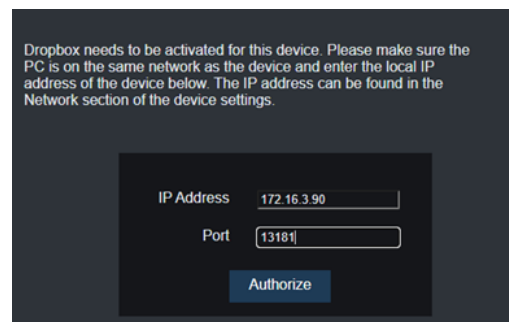 Dropbox needs to be activated for this device. Please make sure the
PC is on the same network as the device and enter the local IP
address of the device below. The IP address can be found in the
Network section of the device settings.
IP Address 172.16.3.90
Port 13181
Authorize